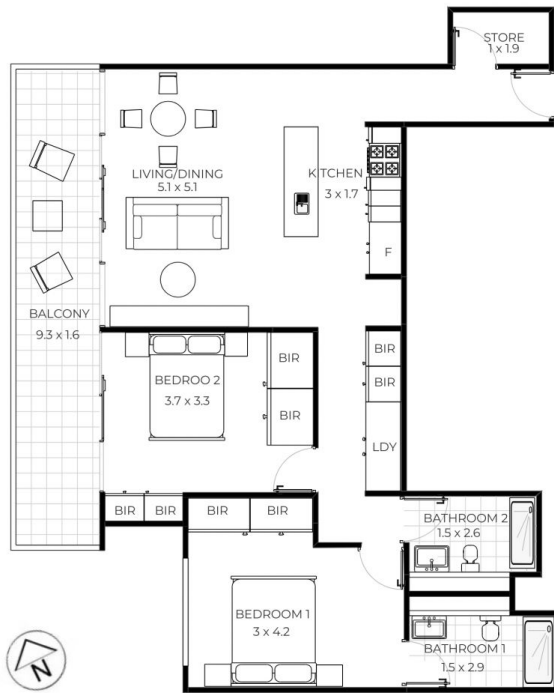 STORE
1 x 1.9
LIVING/DINING
5.1 x 5.1
KITCHEN
3 x 1.7
F
BALCONY
9.3 x 1.6
BIR
BIR
BEDROO 2
3.7 x 3.3
BIR
BIR
LDY
BIR
BIR
BIR
BIR
BATHROOM 2
1.5 x 2.6
BEDROOM 1
3 x 4.2
BATHROOM 1
1.5 x 2.9
N